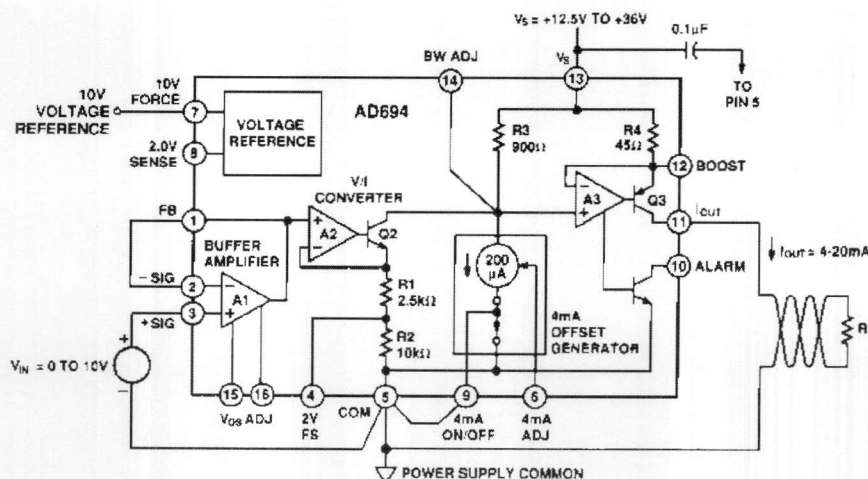 VS = +12.5V TO +36V
0.1µF
BW ADJ
VS
14
13
TO
PIN 5
10V
FORCE
10V
VOLTAGE
REFERENCE
7
VOLTAGE
REFERENCE
AD694
R3
900Ω
R4
45Ω
2.0V
SENSE
8
12
BOOST
V/I
CONVERTER
A3
Q3
FB
1
A2
Q2
11
IOUT
BUFFER
AMPLIFIER
200
µA
10
ALARM
IOUT = 4-20mA
– SIG
2
A1
R1
2.5kΩ
+SIG
3
4mA
OFFSET
GENERATOR
R2
10kΩ
VIN = 0 TO 10V
15
16
4
5
9
6
VOS ADJ
2V
FS
COM
4mA
ON/OFF
4mA
ADJ
POWER SUPPLY COMMON